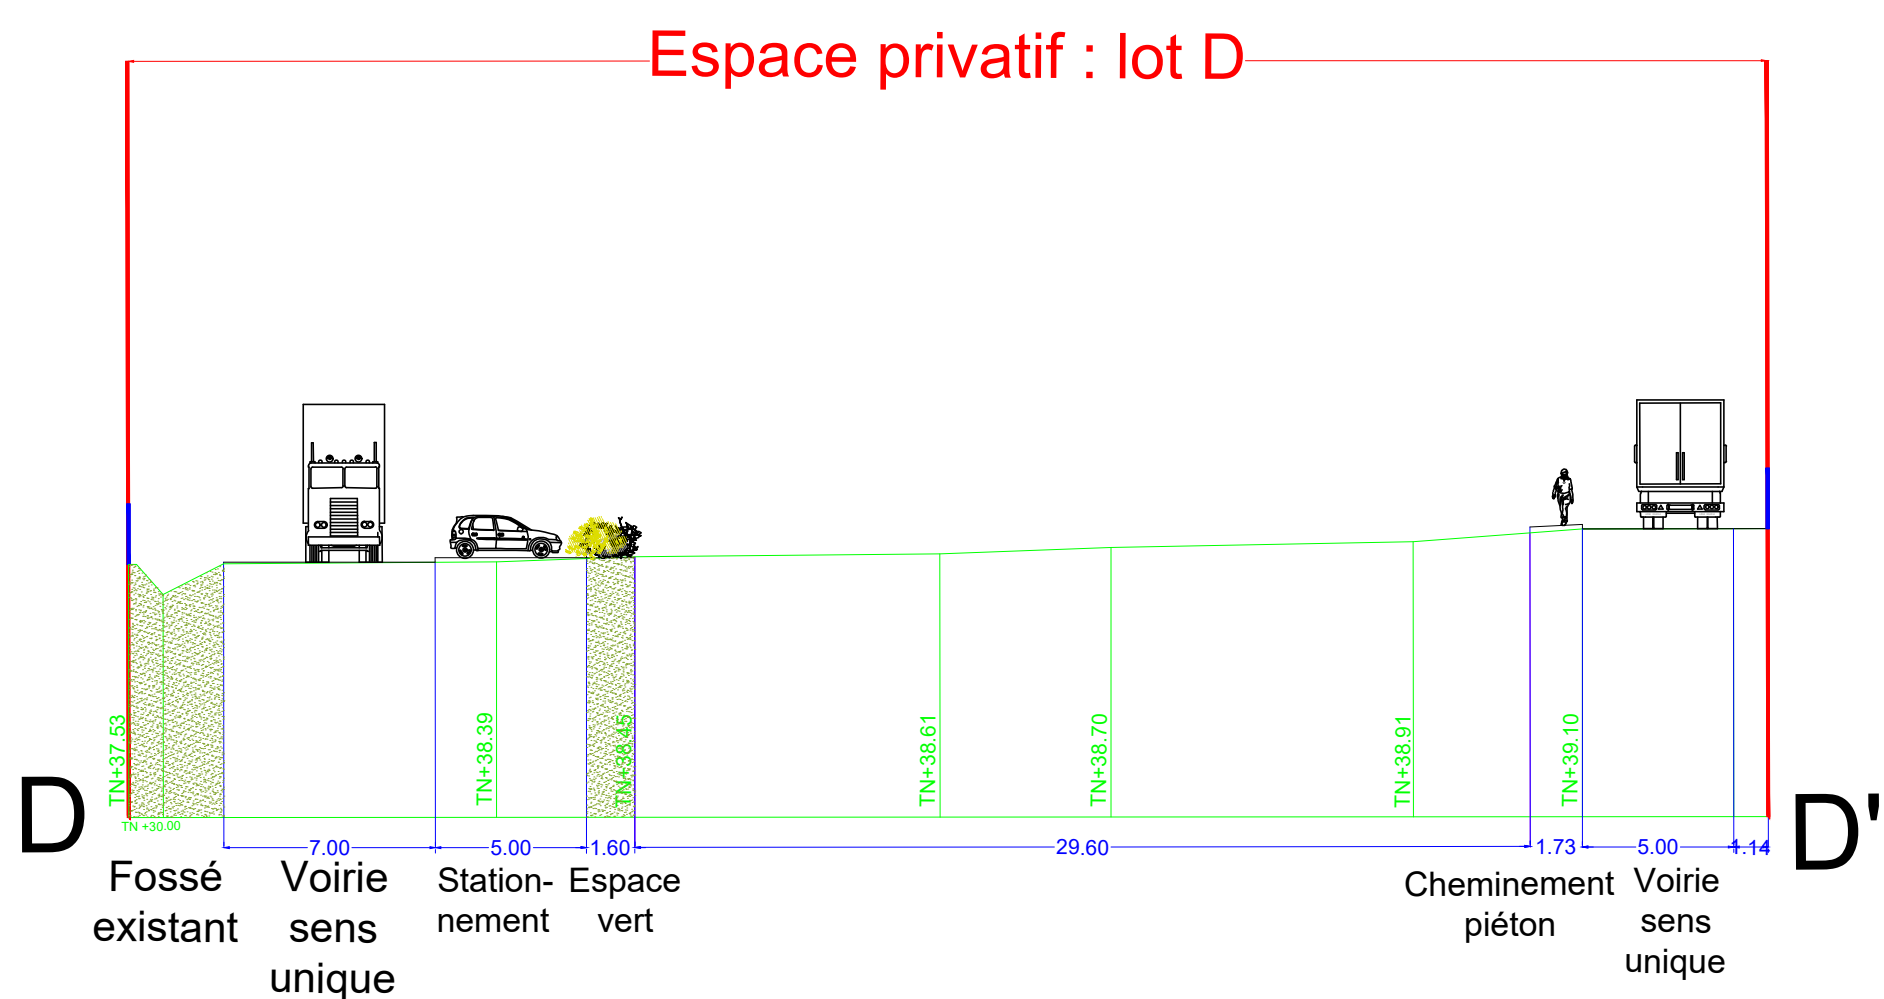 Espace privatif : lot D
TN+37.53
TN+38.39
TN+38.45
TN+38.61
TN+38.70
TN+38.91
TN+39.10
D
D'
TN +30.00
7.00
5.00
1.60
29.60
1.73
5.00
1.14
Fossé
existant
Voirie
sens
unique
Station-
nement
Espace
vert
Cheminement
piéton
Voirie
sens
unique